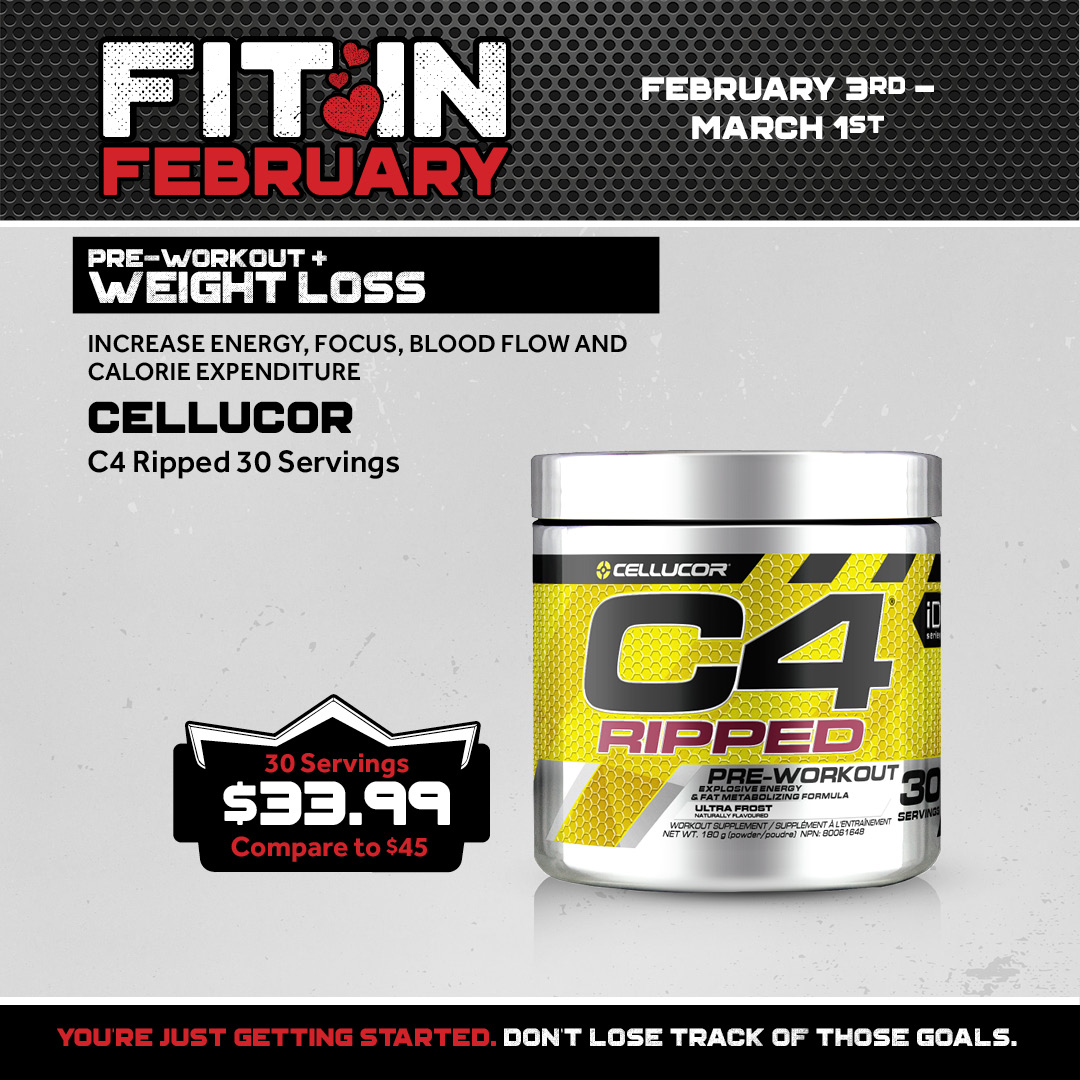 FIT IN
FEBRUARY
FEBRUARY 3RD –
MARCH 1ST
PRE-WORKOUT +
WEIGHT LOSS
INCREASE ENERGY, FOCUS, BLOOD FLOW AND
CALORIE EXPENDITURE
CELLUCOR
C4 Ripped 30 Servings
CELLUCOR
C4®
iD
series
RIPPED
PRE-WORKOUT
EXPLOSIVE ENERGY
& FAT METABOLIZING FORMULA
ULTRA FROST
NATURALLY FLAVOURED
WORKOUT SUPPLEMENT / SUPPLÉMENT À L'ENTRAÎNEMENT
NET WT. 180 g (powder/poudre) NPN: 80061648
30
SERVINGS
30 Servings
$33.99
Compare to $45
YOU'RE JUST GETTING STARTED. DON'T LOSE TRACK OF THOSE GOALS.